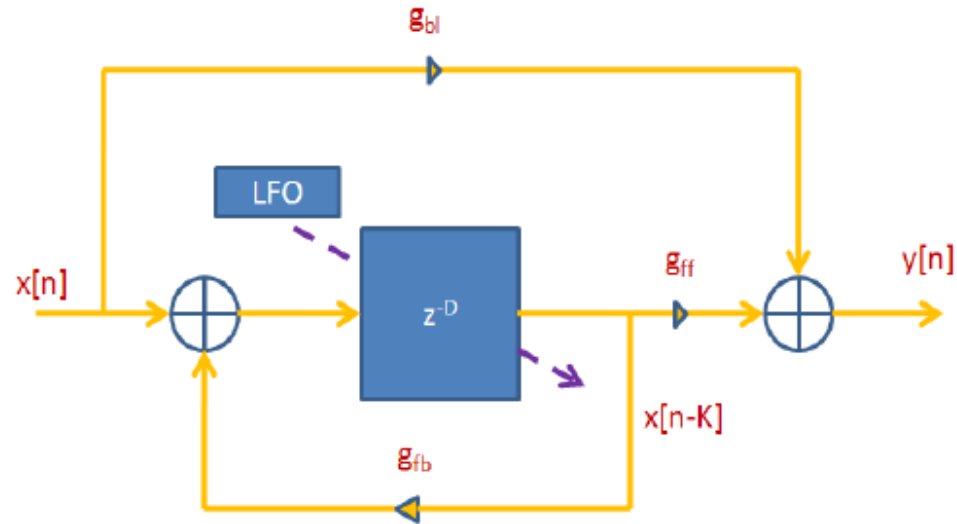 g_bl
LFO
x[n]
z^-D
g_ff
y[n]
x[n-K]
g_fb